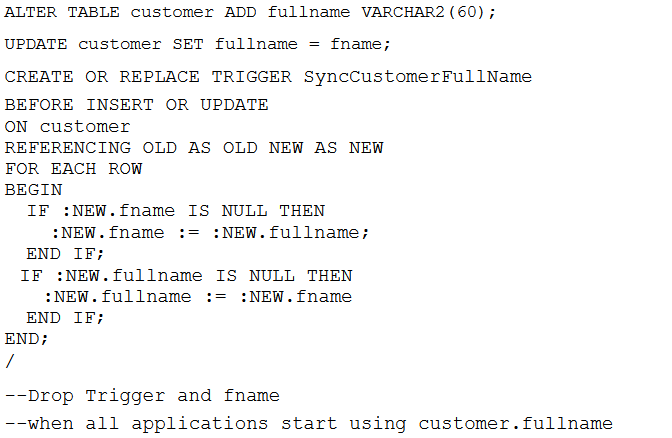 ALTER TABLE customer ADD fullname VARCHAR2(60);
UPDATE customer SET fullname = fname;
CREATE OR REPLACE TRIGGER SyncCustomerFullName
BEFORE INSERT OR UPDATE
ON customer
REFERENCING OLD AS OLD NEW AS NEW
FOR EACH ROW
BEGIN
IF :NEW.fname IS NULL THEN
:NEW.fname := :NEW.fullname;
END IF;
IF :NEW.fullname IS NULL THEN
:NEW.fullname := :NEW.fname
END IF;
END;
/
--Drop Trigger and fname
--when all applications start using customer.fullname